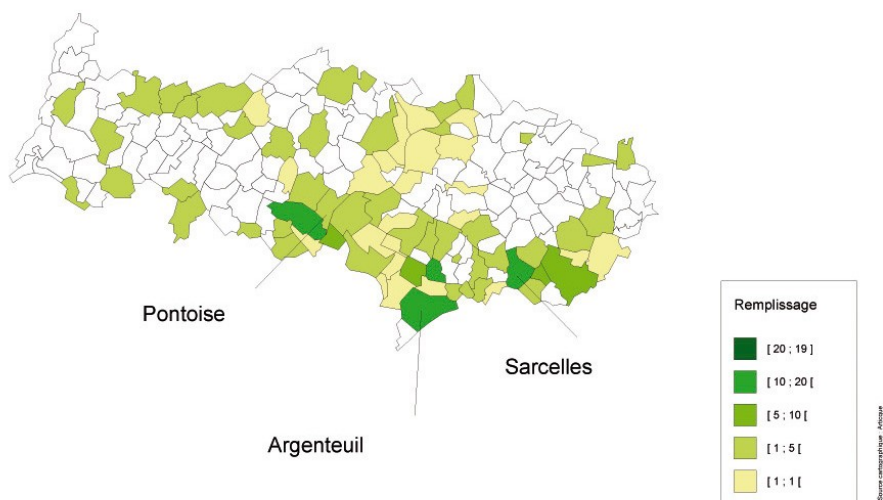 Pontoise
Sarcelles
Argenteuil
Remplissage
[ 20 ; 19 ]
[ 10 ; 20 [
[ 5 ; 10 [
[ 1 ; 5 [
[ 1 ; 1 [
Source cartographique : Articque